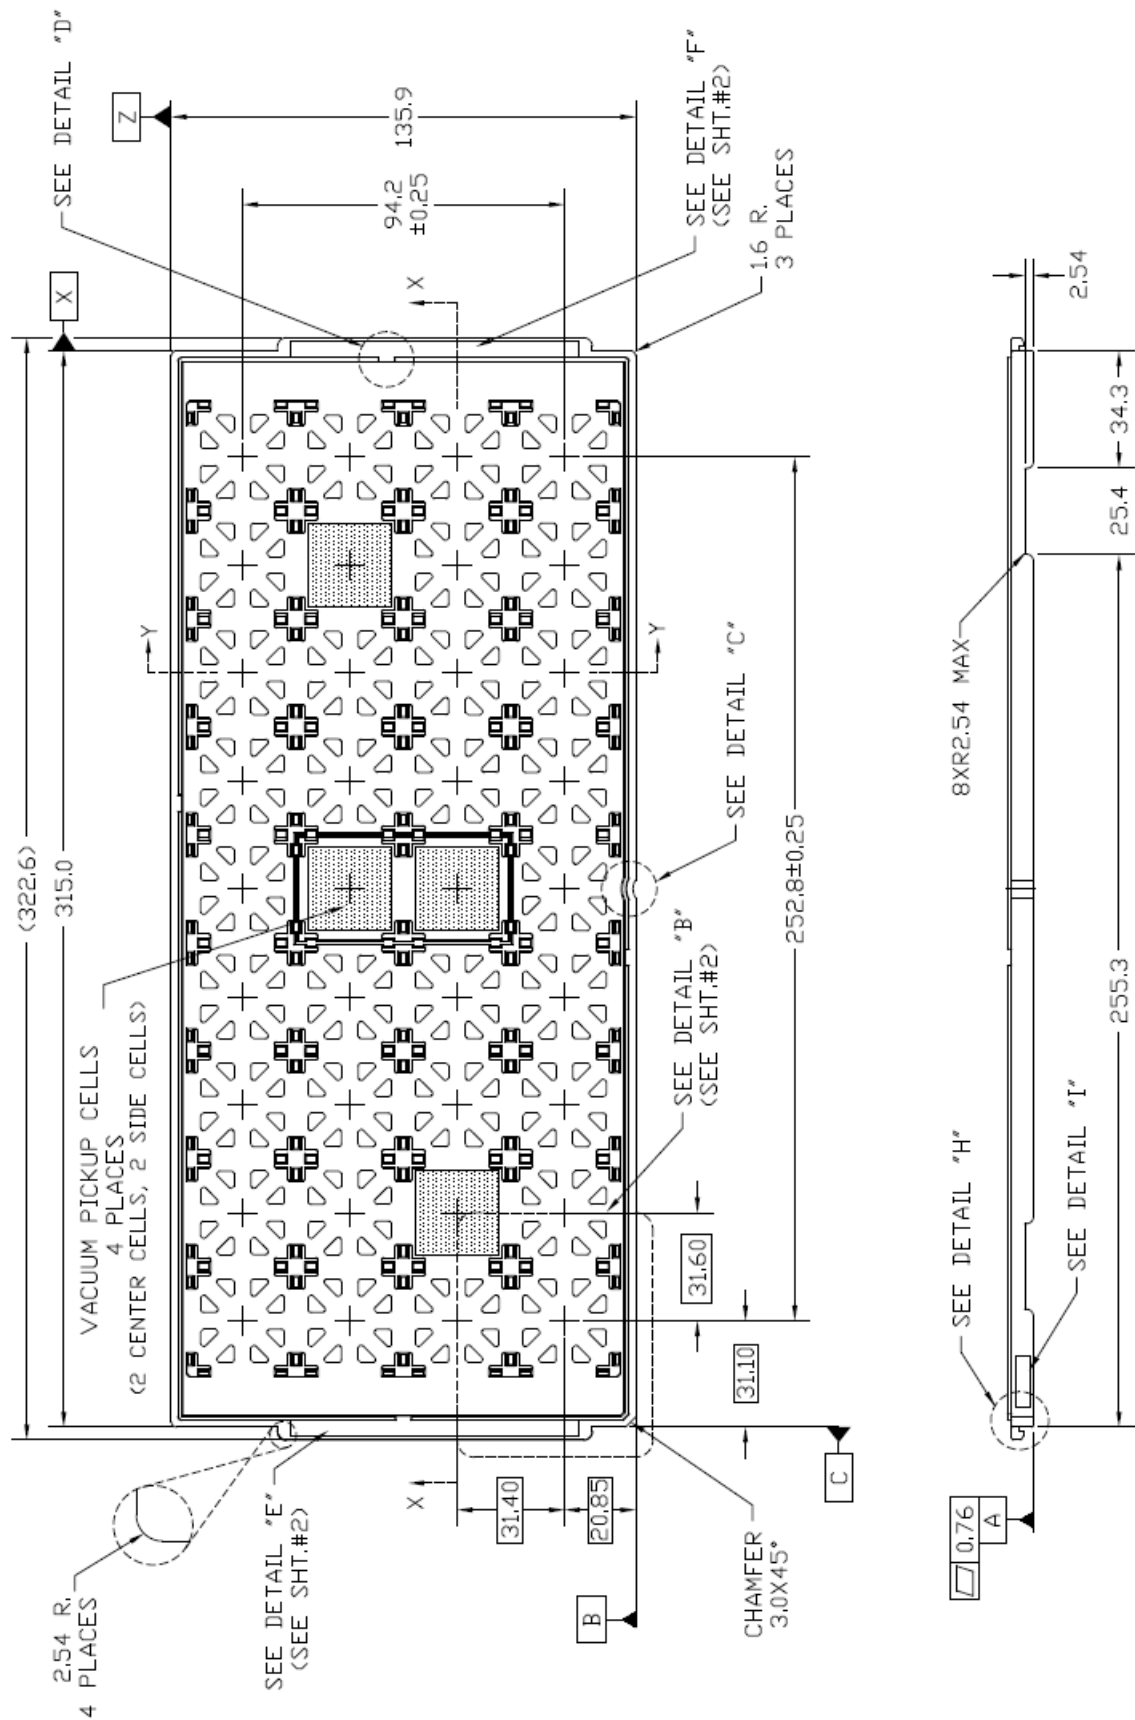 (322.6)
315.0
X
Z
SEE DETAIL "D"
135.9
94.2
±0.25
SEE DETAIL "F"
(SEE SHT.#2)
1.6 R.
3 PLACES
X
X
Y
Y
VACUUM PICKUP CELLS
4 PLACES
(2 CENTER CELLS, 2 SIDE CELLS)
2.54 R.
4 PLACES
SEE DETAIL "E"
(SEE SHT.#2)
B
31.40
20.85
CHAMFER
3.0X45°
C
31.10
31.60
SEE DETAIL "B"
(SEE SHT.#2)
252.8±0.25
SEE DETAIL "C"
0.76
A
SEE DETAIL "H"
SEE DETAIL "I"
8XR2.54 MAX
255.3
25.4
34.3
2.54